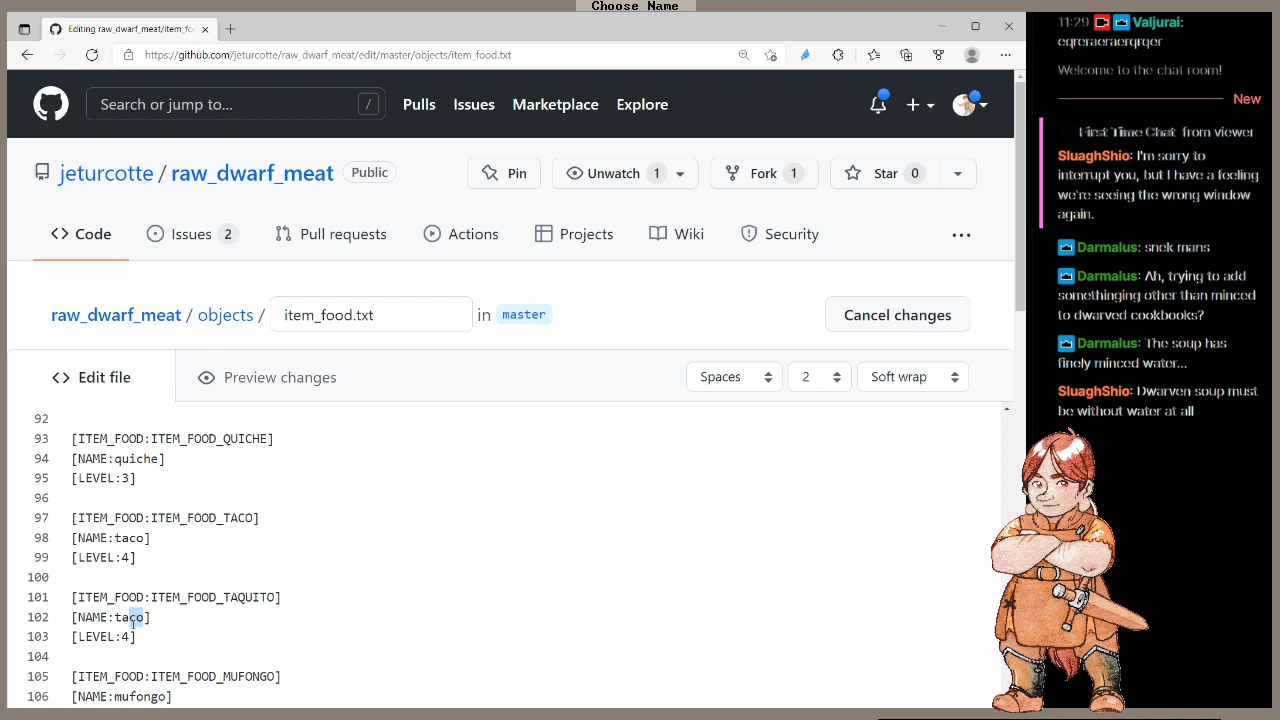 Choose Name
Editing raw_dwarf_meat/item_fo
https://github.com/jeturcotte/raw_dwarf_meat/edit/master/objects/item_food.txt
Search or jump to...
/
Pulls
Issues
Marketplace
Explore
jeturcotte / raw_dwarf_meat
Public
Pin
Unwatch 1
Fork 1
Star 0
Code
Issues 2
Pull requests
Actions
Projects
Wiki
Security
raw_dwarf_meat / objects / item_food.txt in master
Cancel changes
Edit file
Preview changes
Spaces
2
Soft wrap
92
93 [ITEM_FOOD:ITEM_FOOD_QUICHE]
94 [NAME:quiche]
95 [LEVEL:3]
96
97 [ITEM_FOOD:ITEM_FOOD_TACO]
98 [NAME:taco]
99 [LEVEL:4]
100
101 [ITEM_FOOD:ITEM_FOOD_TAQUITO]
102 [NAME:taco]
103 [LEVEL:4]
104
105 [ITEM_FOOD:ITEM_FOOD_MUFONGO]
106 [NAME:mufongo]
11:29 Valjurai:
eqreraeraerqrqer
Welcome to the chat room!
New
First Time Chat from viewer
SluaghShio: I'm sorry to
interrupt you, but I have a feeling
we're seeing the wrong window
again.
Darmalus: snek mans
Darmalus: Ah, trying to add
somethinging other than minced
to dwarved cookbooks?
Darmalus: The soup has
finely minced water...
SluaghShio: Dwarven soup must
be without water at all